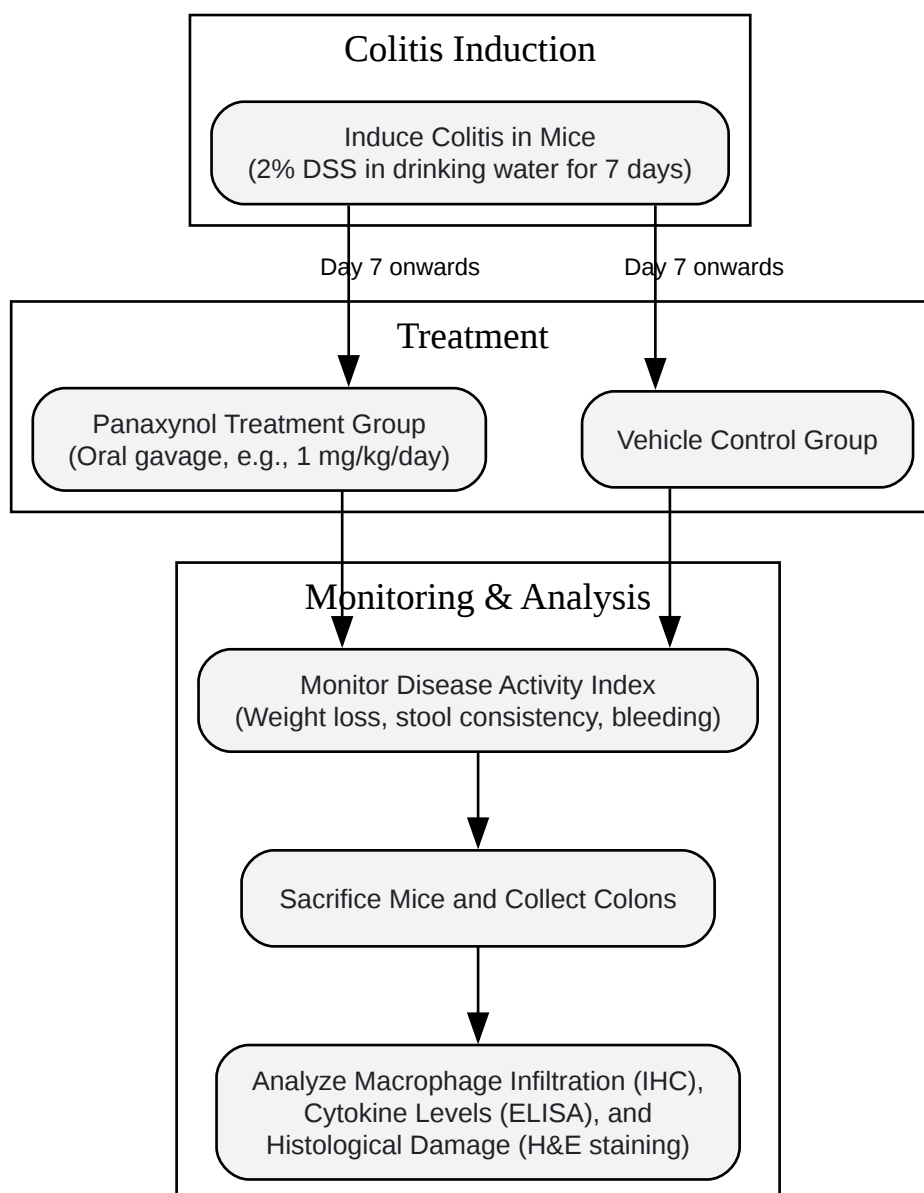 Colitis Induction
Induce Colitis in Mice
(2% DSS in drinking water for 7 days)
Day 7 onwards
Day 7 onwards
Treatment
Panaxynol Treatment Group
(Oral gavage, e.g., 1 mg/kg/day)
Vehicle Control Group
Monitoring & Analysis
Monitor Disease Activity Index
(Weight loss, stool consistency, bleeding)
Sacrifice Mice and Collect Colons
Analyze Macrophage Infiltration (IHC),
Cytokine Levels (ELISA), and
Histological Damage (H&E staining)